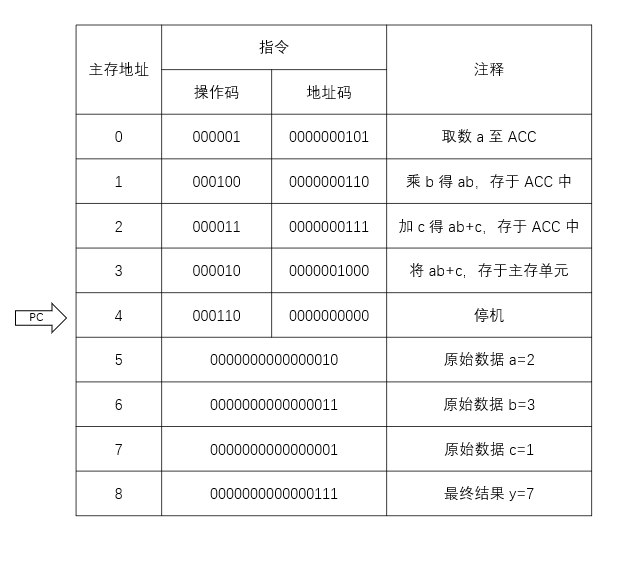 主存地址 指令 注释
操作码 地址码
0 000001 0000000101 取数 a 至 ACC
1 000100 0000000110 乘 b 得 ab，存于 ACC 中
2 000011 0000000111 加 c 得 ab+c，存于 ACC 中
3 000010 0000001000 将 ab+c，存于主存单元
PC 4 000110 0000000000 停机
5 0000000000000010 原始数据 a=2
6 0000000000000011 原始数据 b=3
7 0000000000000001 原始数据 c=1
8 0000000000000111 最终结果 y=7